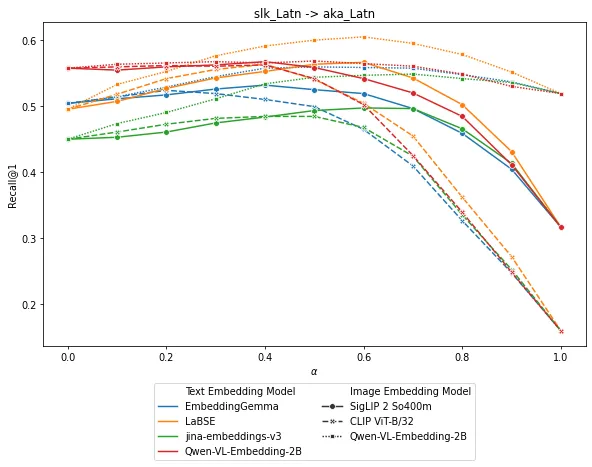 slk_Latn -> aka_Latn
Recall@1
0.6
0.5
0.4
0.3
0.2
0.0 0.2 0.4 0.6 0.8 1.0
α
Text Embedding Model Image Embedding Model
EmbeddingGemma SigLIP 2 So400m
LaBSE CLIP ViT-B/32
jina-embeddings-v3 Qwen-VL-Embedding-2B
Qwen-VL-Embedding-2B